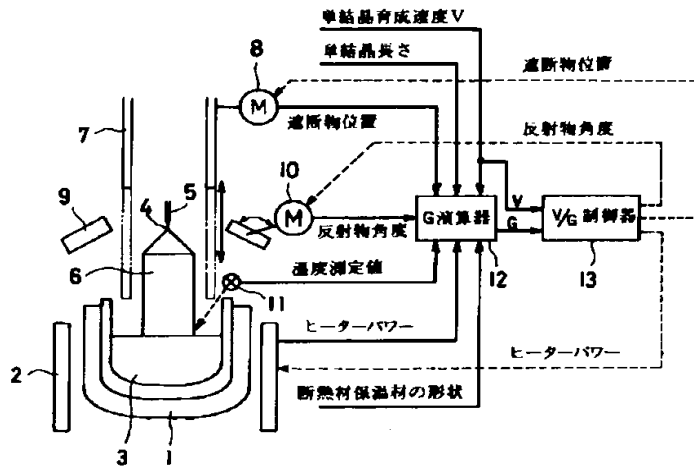 単結晶育成速度V
単結晶長さ
8
M
遮断物位置
遮断物位置
7
反射物角度
10
M
反射物角度
9
4
5
6
G演算器
12
V
G
V/G制御器
13
温度測定値
11
ヒーターパワー
ヒーターパワー
2
断熱材保温材の形状
3
1